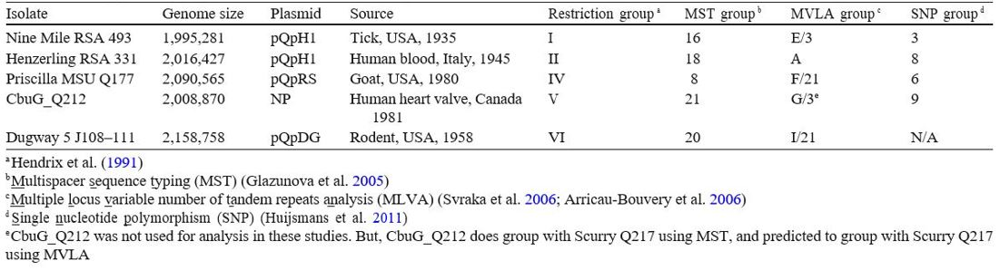 Isolate Genome size Plasmid Source Restriction group a MST group b MVLA group c SNP group d
Nine Mile RSA 493 1,995,281 pQpH1 Tick, USA, 1935 I 16 E/3 3
Henzerling RSA 331 2,016,427 pQpH1 Human blood, Italy, 1945 II 18 A 8
Priscilla MSU Q177 2,090,565 pQpRS Goat, USA, 1980 IV 8 F/21 6
CbuG_Q212 2,008,870 NP Human heart valve, Canada V 21 G/3e 9
1981
Dugway 5 J108–111 2,158,758 pQpDG Rodent, USA, 1958 VI 20 I/21 N/A
a Hendrix et al. (1991)
b Multispacer sequence typing (MST) (Glazunova et al. 2005)
c Multiple locus variable number of tandem repeats analysis (MLVA) (Svraka et al. 2006; Arricau-Bouvery et al. 2006)
d Single nucleotide polymorphism (SNP) (Huijsmans et al. 2011)
e CbuG_Q212 was not used for analysis in these studies. But, CbuG_Q212 does group with Scurry Q217 using MST, and predicted to group with Scurry Q217
using MVLA